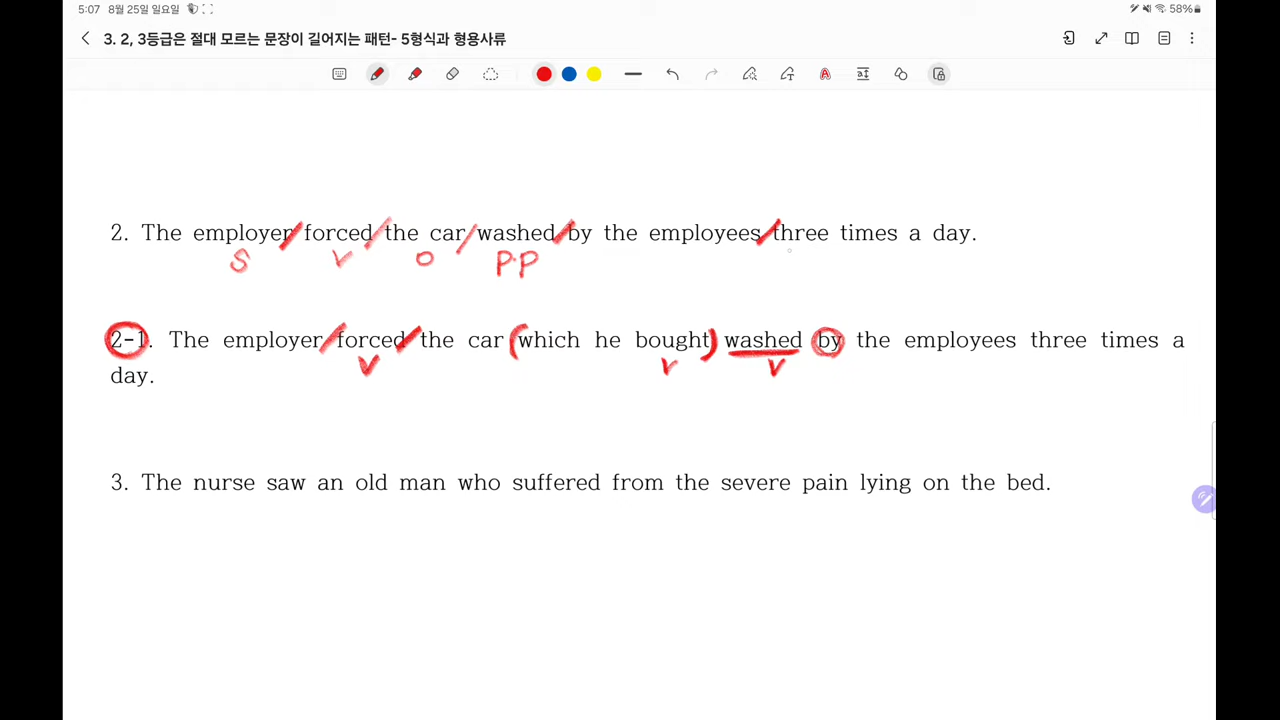 5:07 8월 25일 일요일 58%
3. 2, 3등급은 절대 모르는 문장이 길어지는 패턴- 5형식과 형용사류
2. The employer forced the car washed by the employees three times a day.
S V O P.P
2-1. The employer forced the car (which he bought) washed by the employees three times a
V V V
day.
3. The nurse saw an old man who suffered from the severe pain lying on the bed.